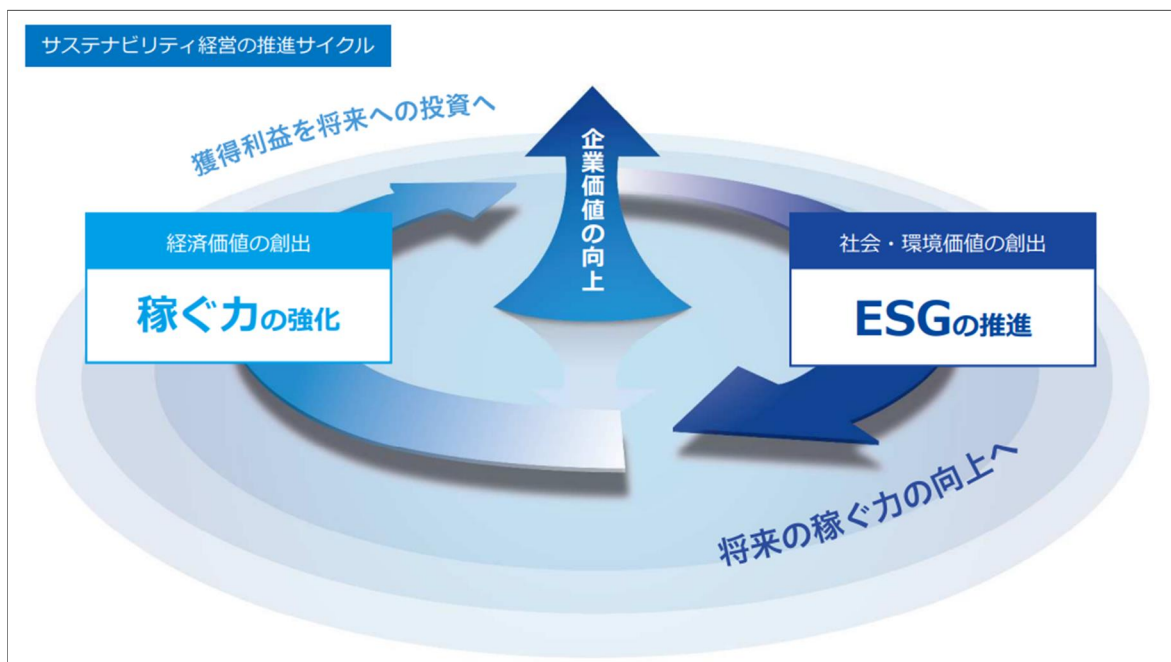 サステナビリティ経営の推進サイクル
獲得利益を将来への投資へ
企業価値の向上
経済価値の創出
稼ぐ力の強化
社会・環境価値の創出
ESGの推進
将来の稼ぐ力の向上へ